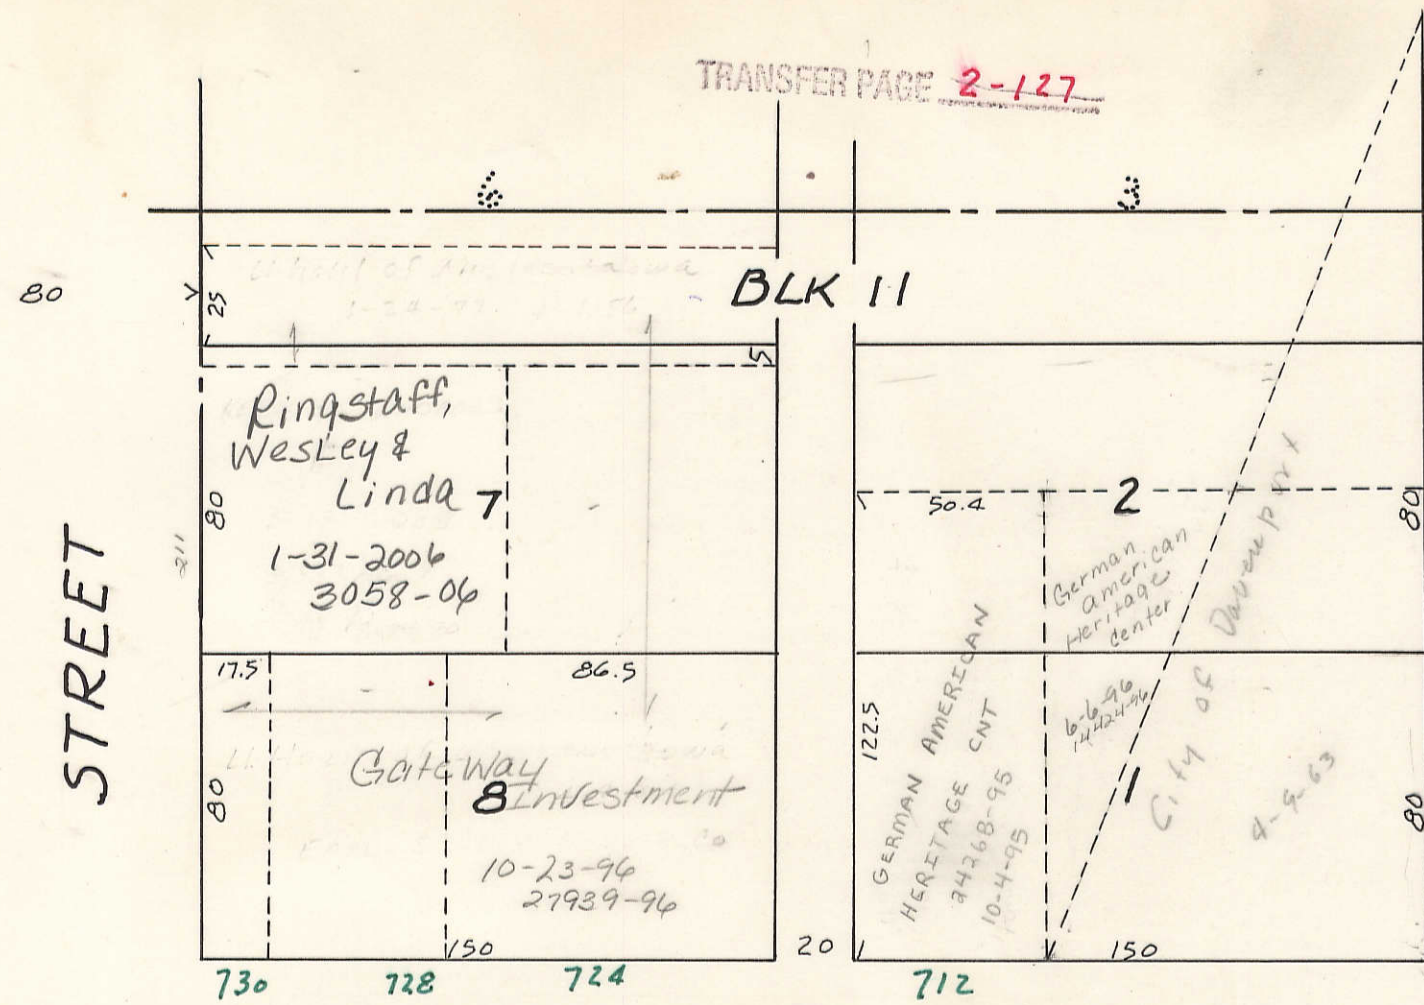 TRANSFER PAGE 2-127
6
3
80
25
BLK 11
5
Ringstaff,
Wesley &
Linda
7
1-31-2006
3058-06
80
211
STREET
50.4
2
80
German
American
Heritage
Center
6-6-96
14424-96
City of Davenport
4-9-63
17.5
86.5
Gateway
8 Investment
10-23-96
27939-96
80
122.5
GERMAN AMERICAN
HERITAGE CNT
24268-95
10-4-95
1
80
150
20
150
730
728
724
712